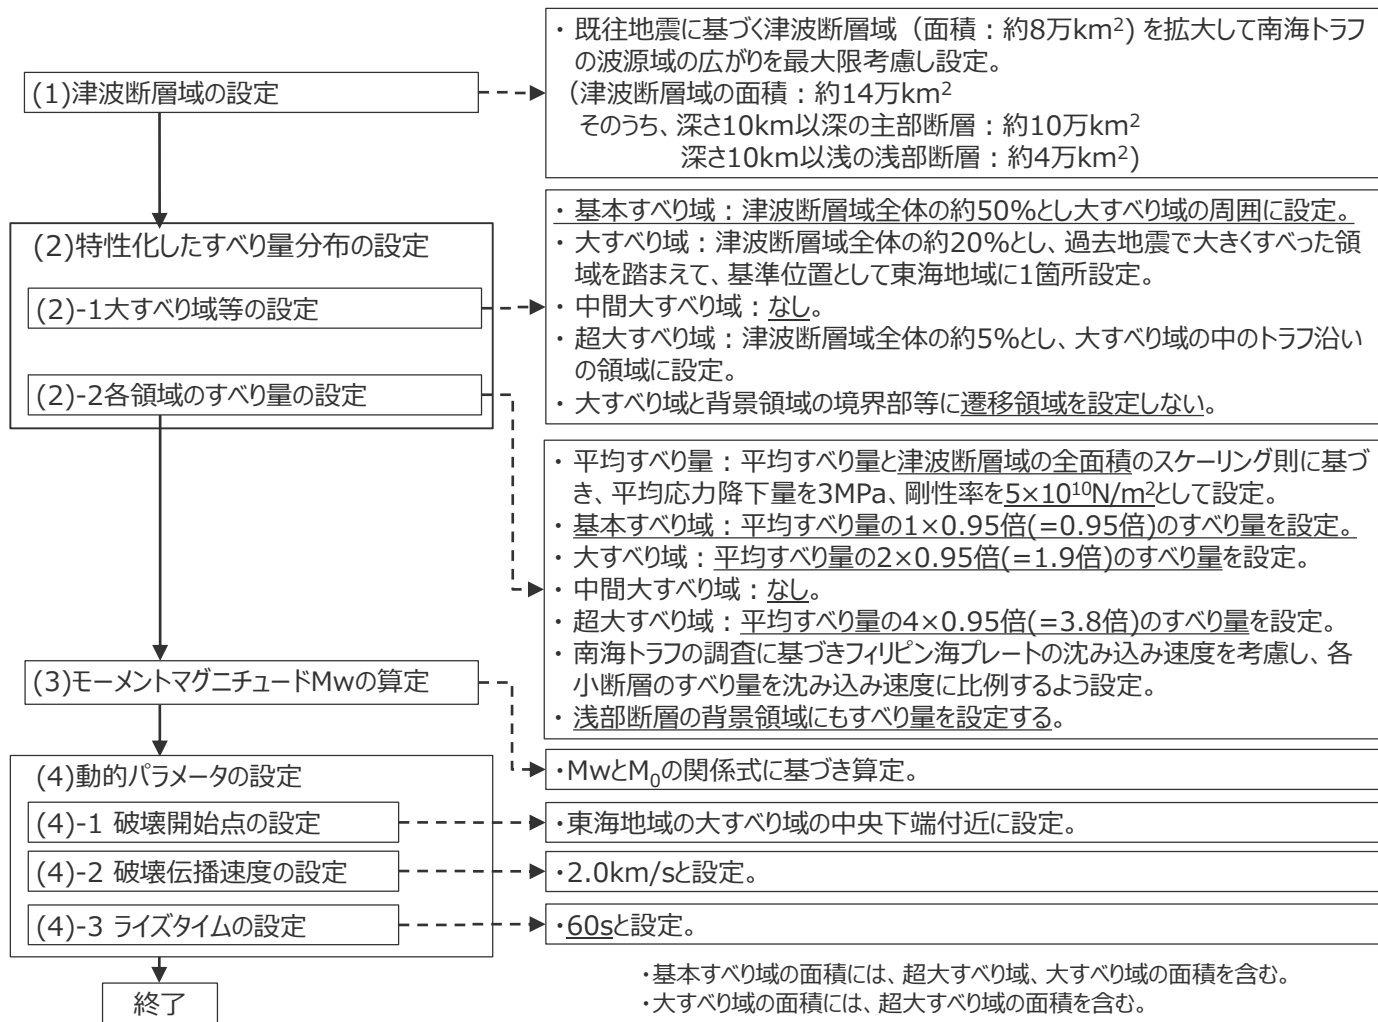 (1)津波断層域の設定
・ 既往地震に基づく津波断層域（面積：約8万km²) を拡大して南海トラフ
の波源域の広がりを最大限考慮し設定。
（津波断層域の面積：約14万km²
そのうち、深さ10km以深の主部断層：約10万km²
深さ10km以浅の浅部断層：約4万km²)
(2)特性化したすべり量分布の設定
(2)-1大すべり域等の設定
・ 基本すべり域：津波断層域全体の約50%とし大すべり域の周囲に設定。
・ 大すべり域：津波断層域全体の約20%とし、過去地震で大きくすべった領
域を踏まえて、基準位置として東海地域に1箇所設定。
・ 中間大すべり域：なし。
・ 超大すべり域：津波断層域全体の約5%とし、大すべり域の中のトラフ沿い
の領域に設定。
・ 大すべり域と背景領域の境界部等に遷移領域を設定しない。
(2)-2各領域のすべり量の設定
・ 平均すべり量：平均すべり量と津波断層域の全面積のスケーリング則に基づ
き、平均応力降下量を3MPa、剛性率を5×10¹⁰N/m²として設定。
・ 基本すべり域：平均すべり量の1×0.95倍(=0.95倍)のすべり量を設定。
・ 大すべり域：平均すべり量の2×0.95倍(=1.9倍)のすべり量を設定。
・ 中間大すべり域：なし。
・ 超大すべり域：平均すべり量の4×0.95倍(=3.8倍)のすべり量を設定。
・ 南海トラフの調査に基づきフィリピン海プレートの沈み込み速度を考慮し、各
小断層のすべり量を沈み込み速度に比例するよう設定。
・ 浅部断層の背景領域にもすべり量を設定する。
(3)モーメントマグニチュードMwの算定
・MwとM₀の関係式に基づき算定。
(4)動的パラメータの設定
(4)-1 破壊開始点の設定
・東海地域の大すべり域の中央下端付近に設定。
(4)-2 破壊伝播速度の設定
・2.0km/sと設定。
(4)-3 ライズタイムの設定
・60sと設定。
終了
・基本すべり域の面積には、超大すべり域、大すべり域の面積を含む。
・大すべり域の面積には、超大すべり域の面積を含む。